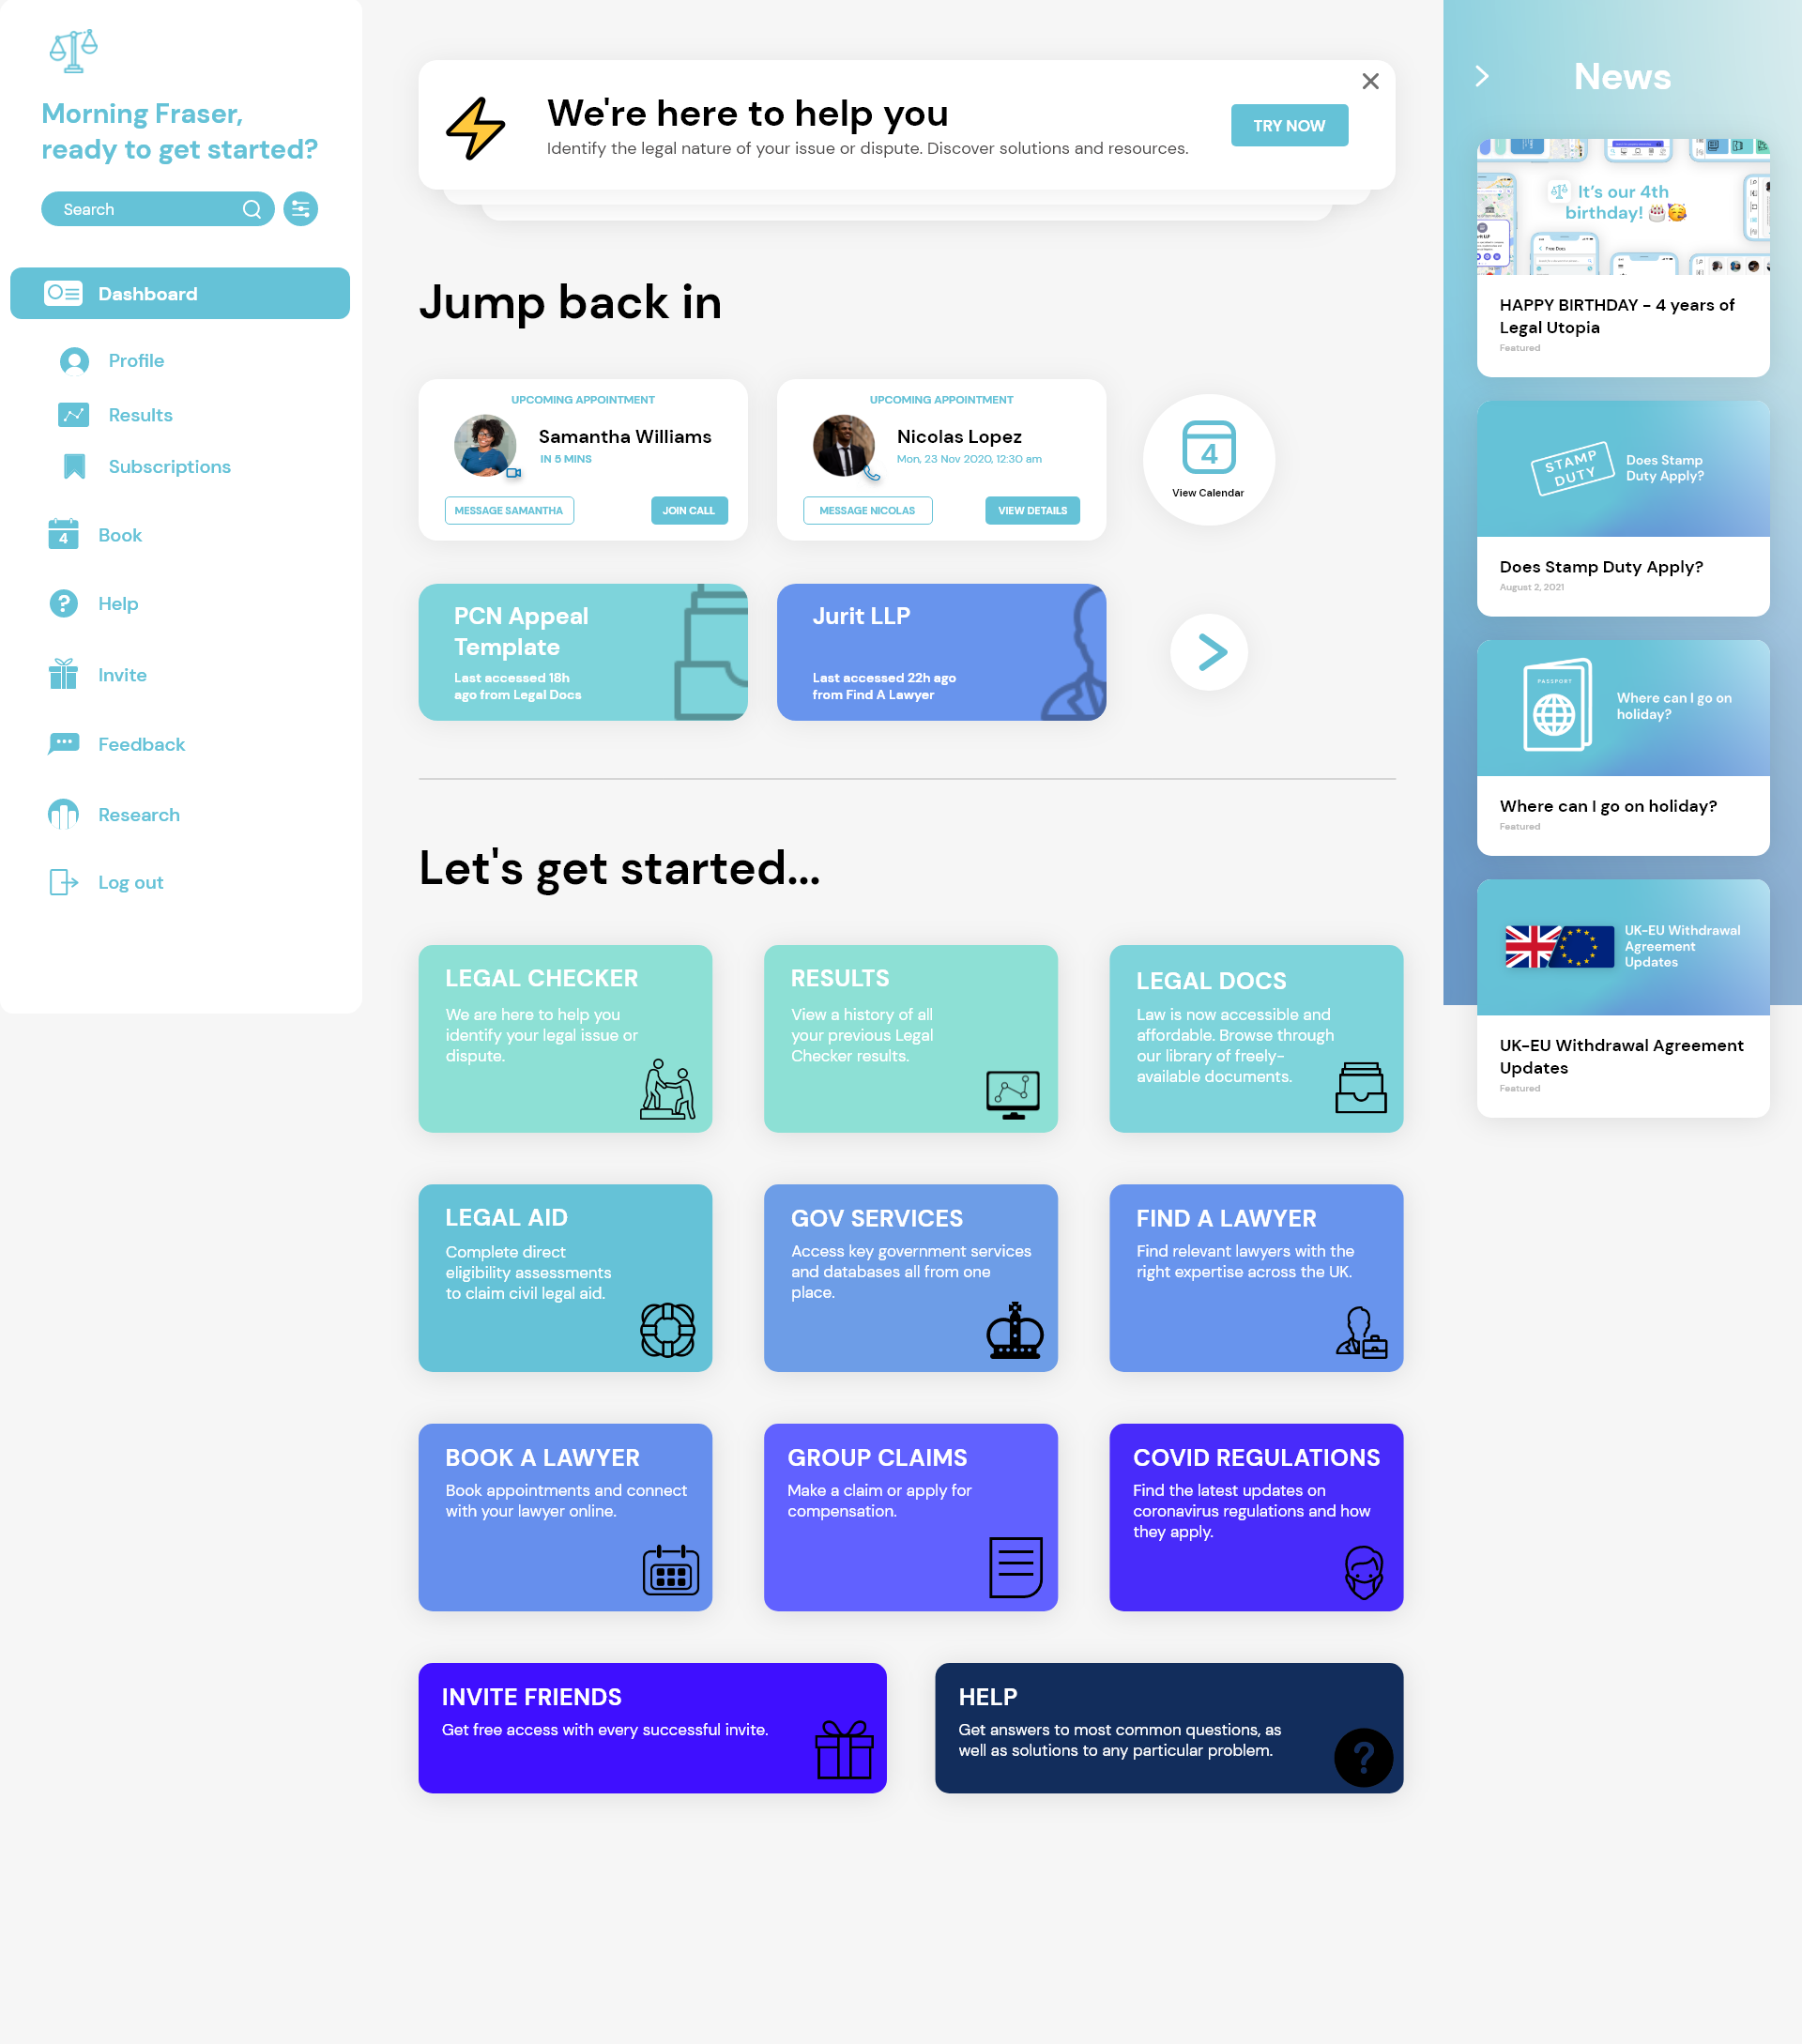 Morning Fraser,
ready to get started?
Search
Dashboard
Profile
Results
Subscriptions
4
Book
Help
Invite
Feedback
Research
Log out
We're here to help you
Identify the legal nature of your issue or dispute. Discover solutions and resources.
TRY NOW
Jump back in
UPCOMING APPOINTMENT
Samantha Williams
IN 5 MINS
MESSAGE SAMANTHA
JOIN CALL
UPCOMING APPOINTMENT
Nicolas Lopez
Mon, 23 Nov 2020, 12:30 am
MESSAGE NICOLAS
VIEW DETAILS
4
View Calendar
PCN Appeal
Template
Last accessed 18h
ago from Legal Docs
Jurit LLP
Last accessed 22h ago
from Find A Lawyer
Let's get started...
LEGAL CHECKER
We are here to help you
identify your legal issue or
dispute.
RESULTS
View a history of all
your previous Legal
Checker results.
LEGAL DOCS
Law is now accessible and
affordable. Browse through
our library of freely-
available documents.
LEGAL AID
Complete direct
eligibility assessments
to claim civil legal aid.
GOV SERVICES
Access key government services
and databases all from one
place.
FIND A LAWYER
Find relevant lawyers with the
right expertise across the UK.
BOOK A LAWYER
Book appointments and connect
with your lawyer online.
GROUP CLAIMS
Make a claim or apply for
compensation.
COVID REGULATIONS
Find the latest updates on
coronavirus regulations and how
they apply.
INVITE FRIENDS
Get free access with every successful invite.
HELP
Get answers to most common questions, as
well as solutions to any particular problem.
News
It's our 4th
birthday! 🎂🥳
Free Docs
HAPPY BIRTHDAY - 4 years of
Legal Utopia
Featured
STAMP
DUTY
Does Stamp
Duty Apply?
Does Stamp Duty Apply?
August 2, 2021
PASSPORT
Where can I go on
holiday?
Where can I go on holiday?
Featured
UK-EU Withdrawal
Agreement
Updates
UK-EU Withdrawal Agreement
Updates
Featured